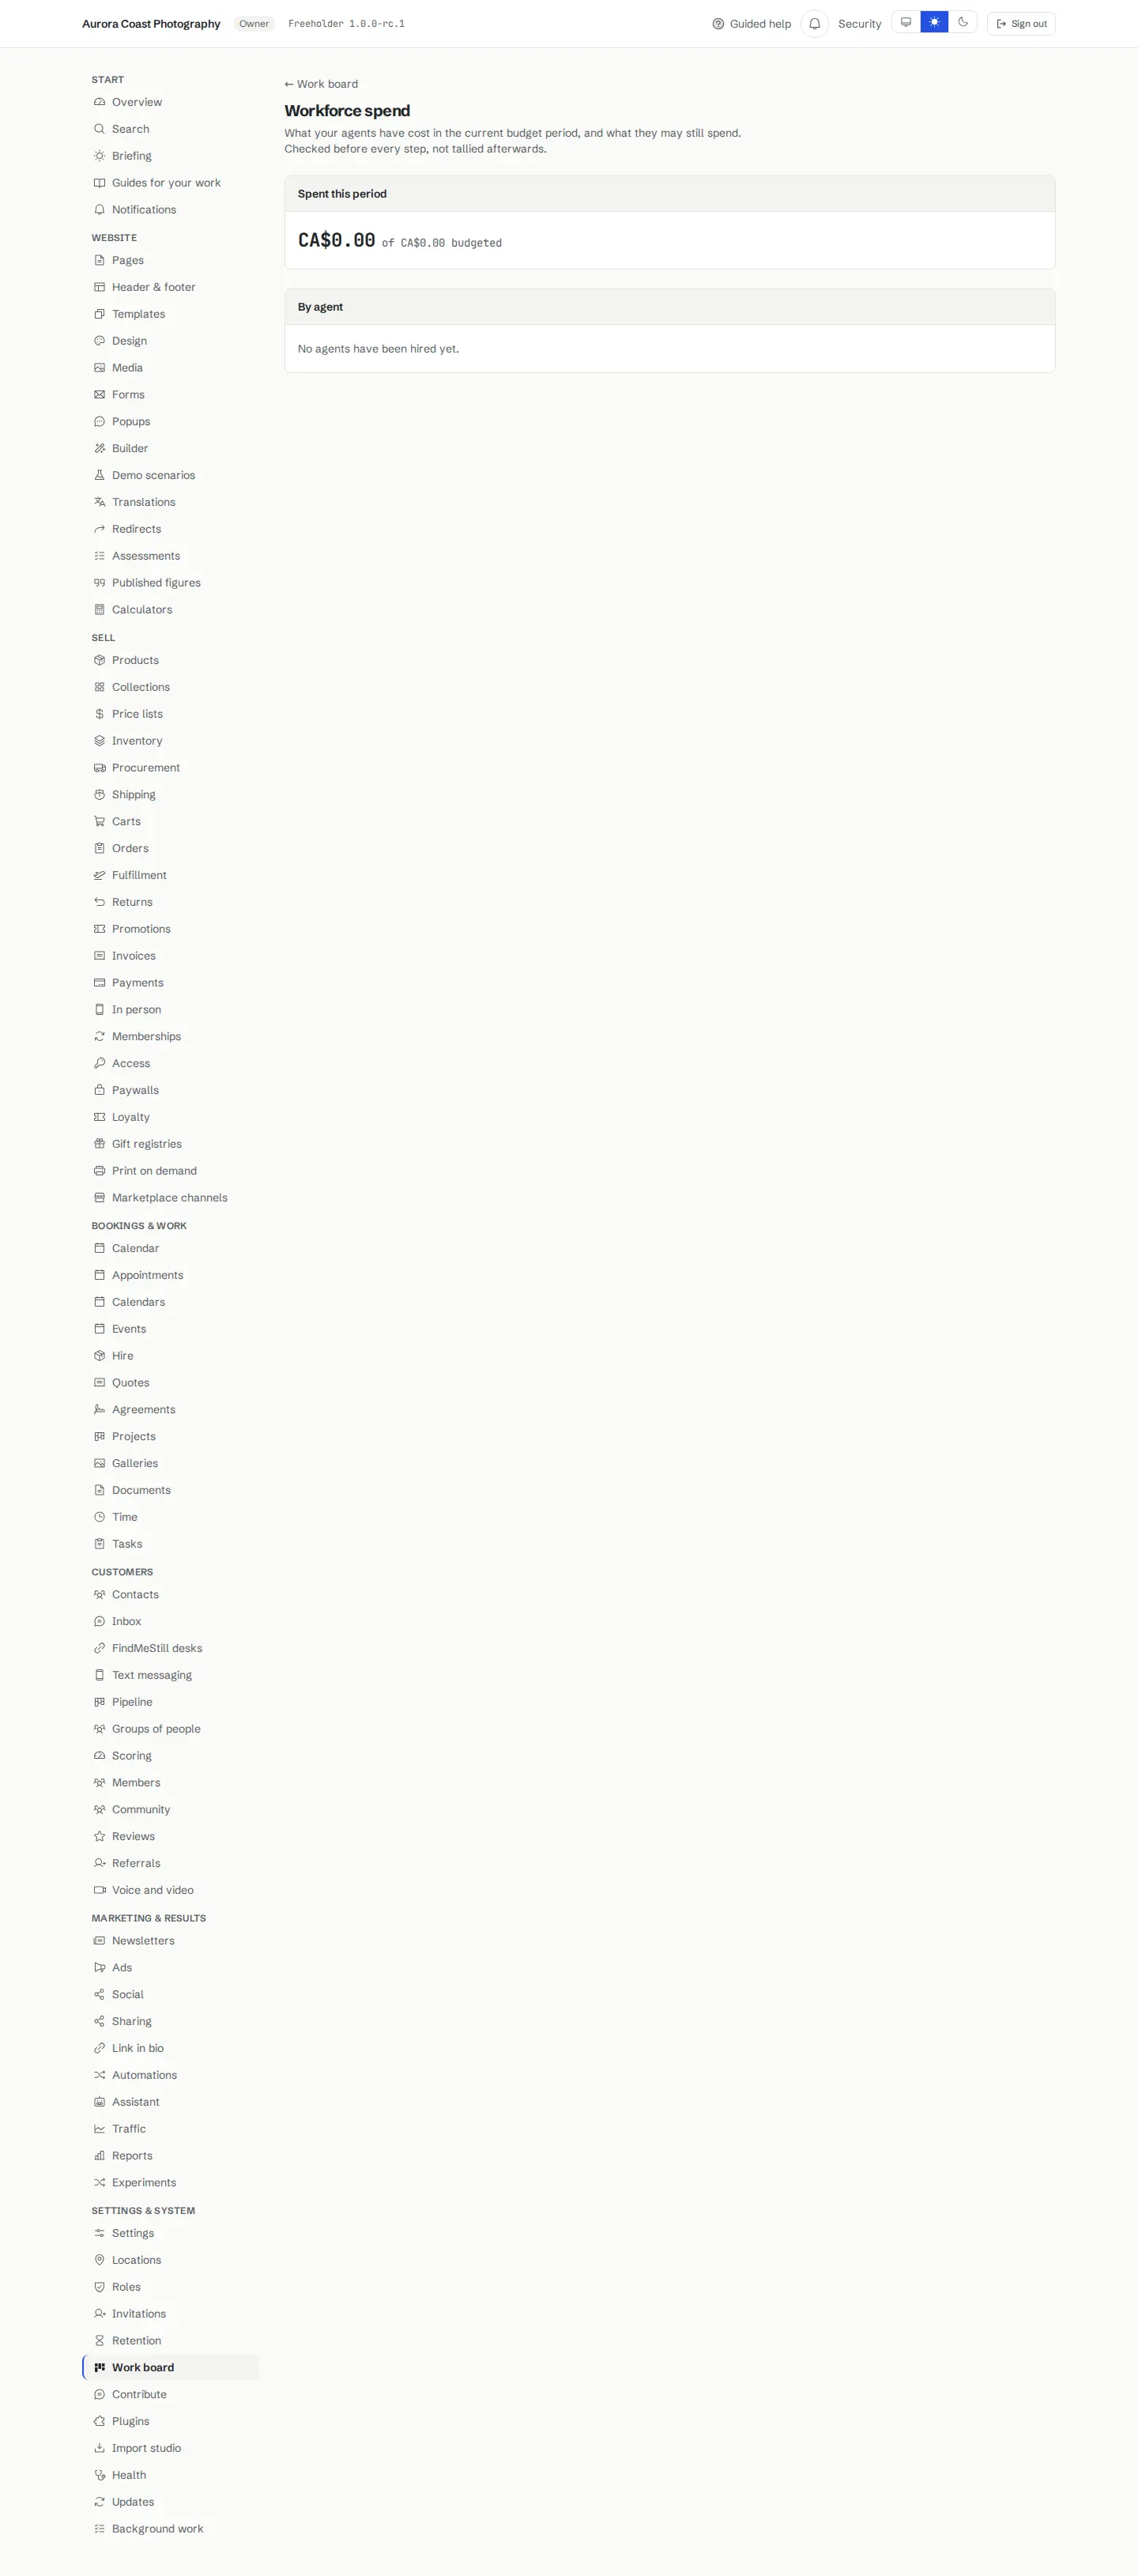 Aurora Coast Photography Owner Freeholder 1.0.0-rc.1 Guided help Security Sign out
START
Overview
Search
Briefing
Guides for your work
Notifications
WEBSITE
Pages
Header & footer
Templates
Design
Media
Forms
Popups
Builder
Demo scenarios
Translations
Redirects
Assessments
Published figures
Calculators
SELL
Products
Collections
Price lists
Inventory
Procurement
Shipping
Carts
Orders
Fulfillment
Returns
Promotions
Invoices
Payments
In person
Memberships
Access
Paywalls
Loyalty
Gift registries
Print on demand
Marketplace channels
BOOKINGS & WORK
Calendar
Appointments
Calendars
Events
Hire
Quotes
Agreements
Projects
Galleries
Documents
Time
Tasks
CUSTOMERS
Contacts
Inbox
FindMeStill desks
Text messaging
Pipeline
Groups of people
Scoring
Members
Community
Reviews
Referrals
Voice and video
MARKETING & RESULTS
Newsletters
Ads
Social
Sharing
Link in bio
Automations
Assistant
Traffic
Reports
Experiments
SETTINGS & SYSTEM
Settings
Locations
Roles
Invitations
Retention
Work board
Contribute
Plugins
Import studio
Health
Updates
Background work
← Work board
Workforce spend
What your agents have cost in the current budget period, and what they may still spend.
Checked before every step, not tallied afterwards.
Spent this period
CA$0.00 of CA$0.00 budgeted
By agent
No agents have been hired yet.